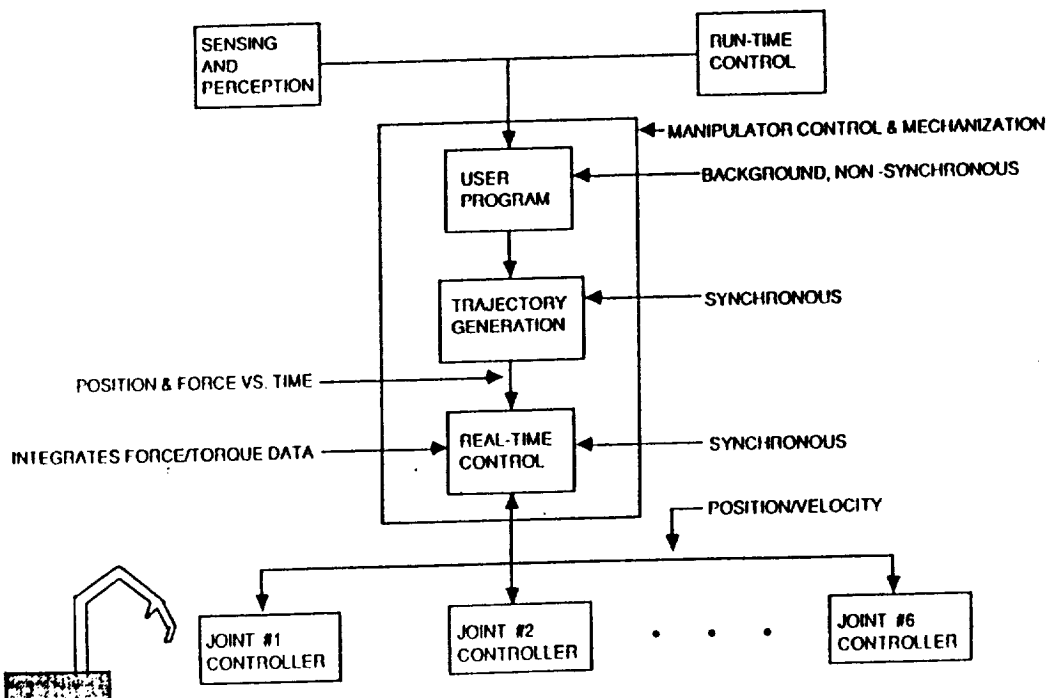 SENSING
AND
PERCEPTION
RUN-TIME
CONTROL
MANIPULATOR CONTROL & MECHANIZATION
USER
PROGRAM
BACKGROUND, NON -SYNCHRONOUS
TRAJECTORY
GENERATION
SYNCHRONOUS
POSITION & FORCE VS. TIME
REAL-TIME
CONTROL
INTEGRATES FORCE/TORQUE DATA
SYNCHRONOUS
POSITION/VELOCITY
JOINT #1
CONTROLLER
JOINT #2
CONTROLLER
. . .
JOINT #6
CONTROLLER